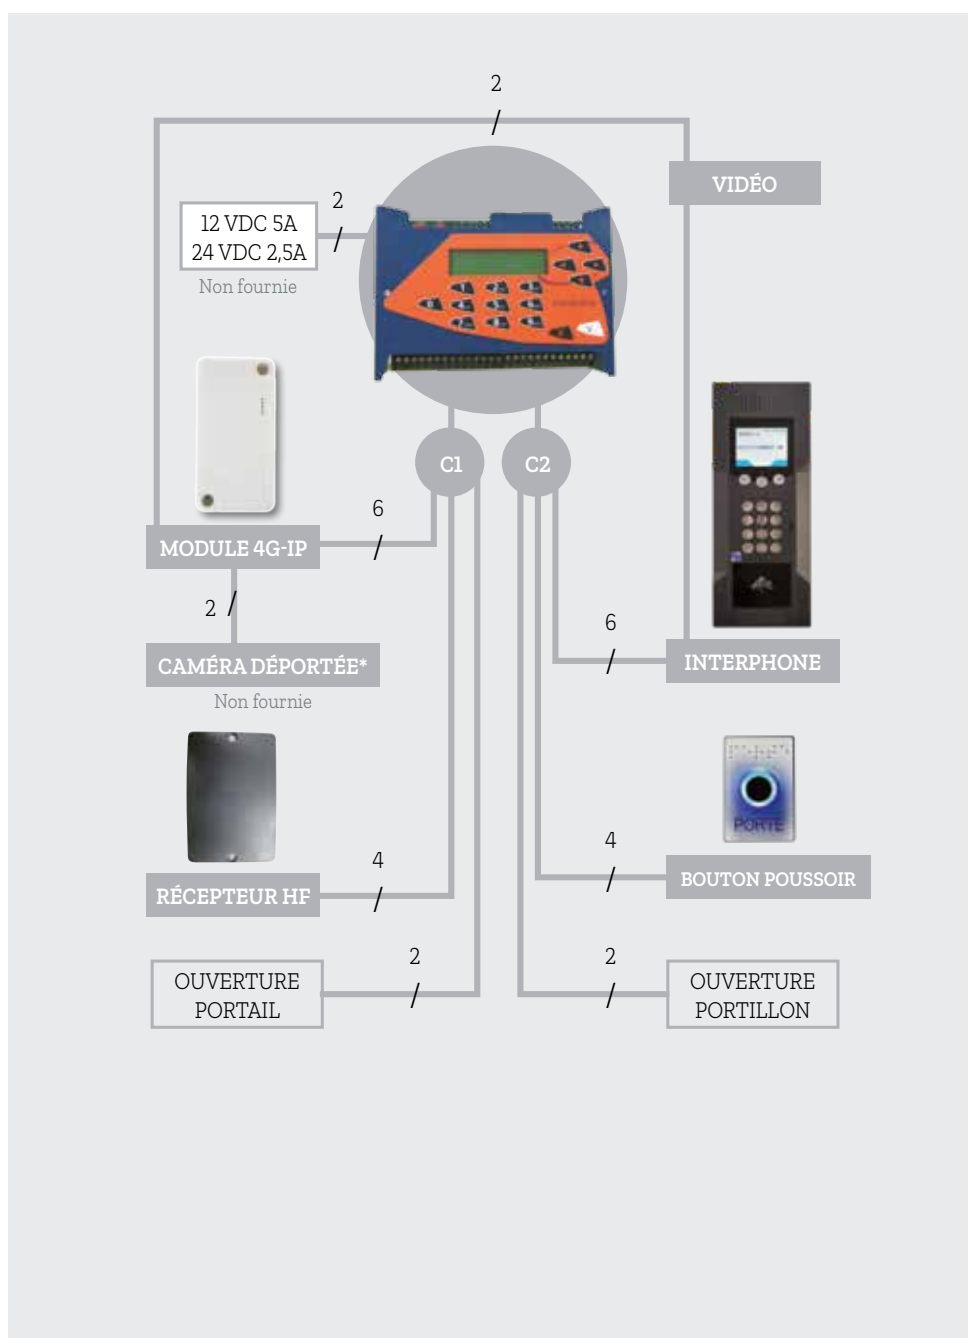 2
VIDÉO
2
12 VDC 5A
24 VDC 2,5A
Non fournie
C1
C2
6
MODULE 4G-IP
2
6
CAMÉRA DÉPORTÉE*
INTERPHONE
Non fournie
PORTE
4
4
RÉCEPTEUR HF
BOUTON POUSSOIR
2
2
OUVERTURE
PORTAIL
OUVERTURE
PORTILLON